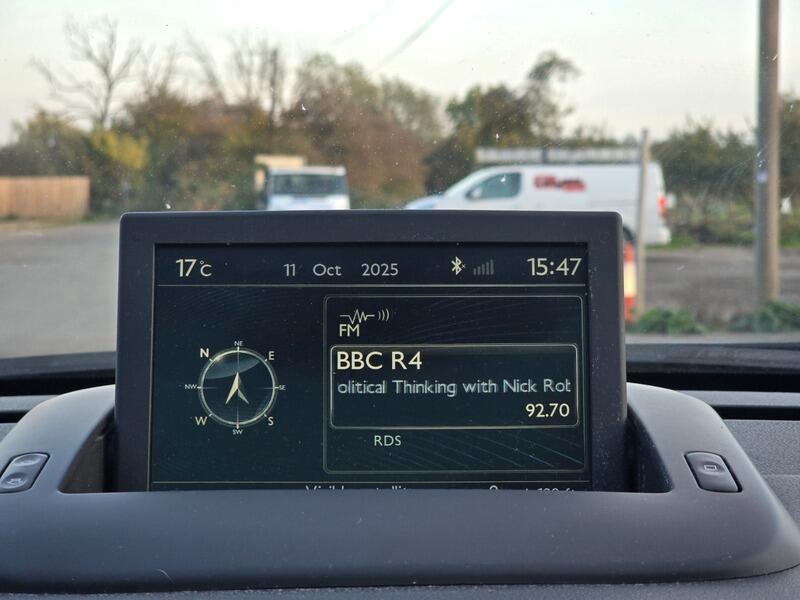 17°C 11 Oct 2025 15:47
FM
BBC R4
olitical Thinking with Nick Rot
92.70
RDS
N NE E
NW SE
W SW S